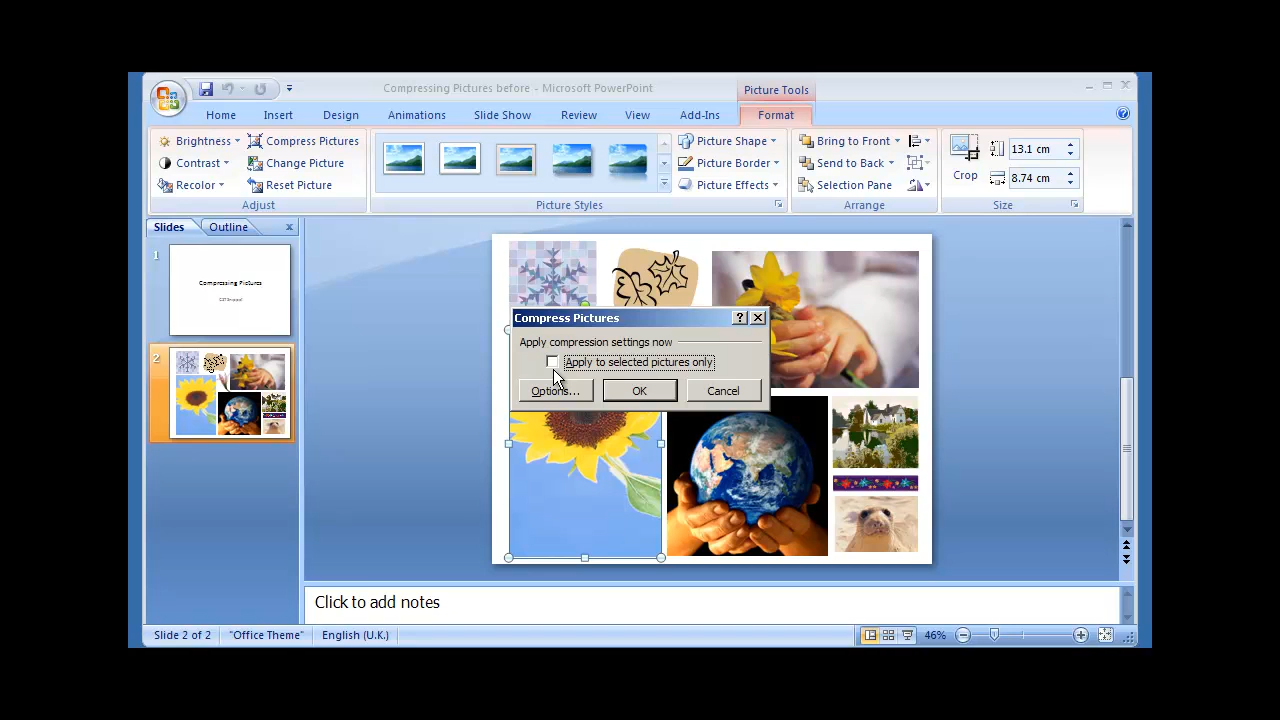 Compressing Pictures before - Microsoft PowerPoint
Picture Tools
Home Insert Design Animations Slide Show Review View Add-Ins Format
Brightness Compress Pictures Picture Shape Bring to Front 13.1 cm
Contrast Change Picture Picture Border Send to Back
Recolor Reset Picture Picture Effects Selection Pane Crop 8.74 cm
Adjust Picture Styles Arrange Size
Slides Outline
1
Compressing Pictures
2
Compress Pictures
Apply compression settings now
Apply to selected pictures only
Options... OK Cancel
Click to add notes
Slide 2 of 2 "Office Theme" English (U.K.) 46%